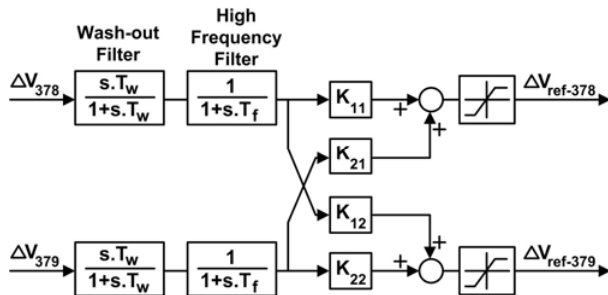 Wash-out
Filter
High
Frequency
Filter
ΔV378
s.Tw
1+s.Tw
1
1+s.Tf
K11
+
+
ΔVref-378
K21
K12
ΔV379
s.Tw
1+s.Tw
1
1+s.Tf
K22
+
+
ΔVref-379